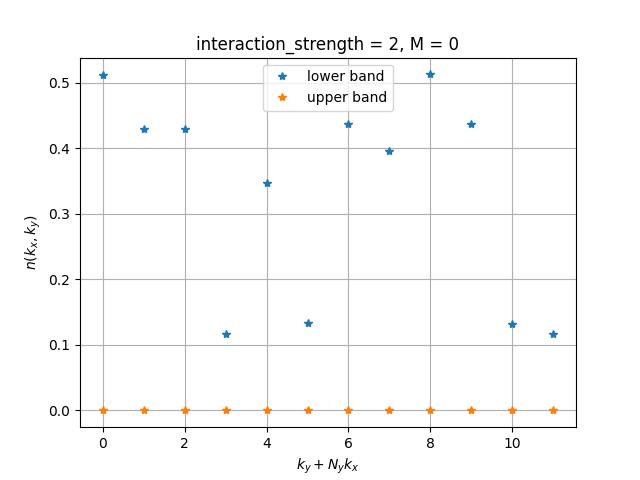 interaction_strength = 2, M = 0
lower band
upper band
0.5
0.4
0.3
0.2
0.1
0.0
n(k_x, k_y)
0 2 4 6 8 10
k_y + N_y k_x